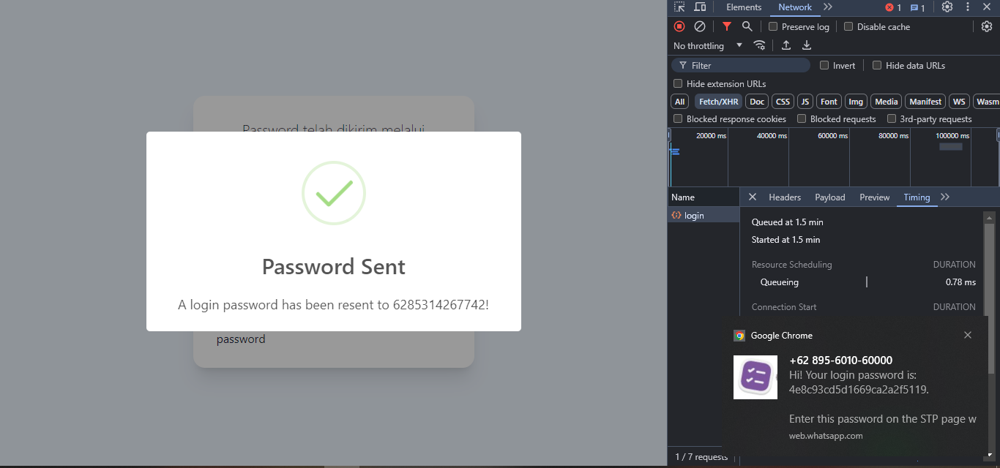 Elements
Network
1
1
Preserve log
Disable cache
No throttling
Filter
Invert
Hide data URLs
Hide extension URLs
All
Fetch/XHR
Doc
CSS
JS
Font
Img
Media
Manifest
WS
Wasm
Blocked response cookies
Blocked requests
3rd-party requests
20000 ms
40000 ms
60000 ms
80000 ms
100000 ms
Name
Headers
Payload
Preview
Timing
login
Queued at 1.5 min
Started at 1.5 min
Resource Scheduling
DURATION
Queueing
0.78 ms
Connection Start
DURATION
Google Chrome
+62 895-6010-60000
Hi! Your login password is:
4e8c93cd5d1669ca2a2f5119.
Enter this password on the STP page w
web.whatsapp.com
1 / 7 requests
Password telah dikirim melalui
Password Sent
A login password has been resent to 6285314267742!
password